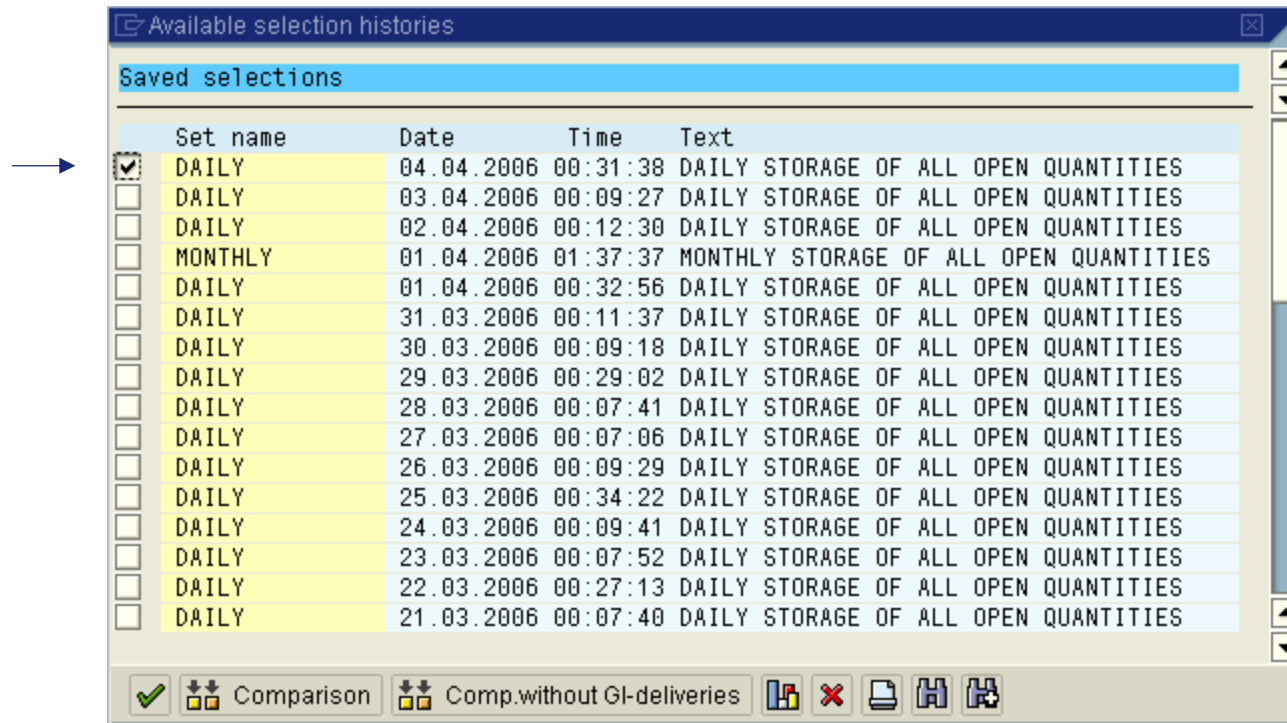 Available selection histories
Saved selections
Set name Date Time Text
DAILY 04.04.2006 00:31:38 DAILY STORAGE OF ALL OPEN QUANTITIES
DAILY 03.04.2006 00:09:27 DAILY STORAGE OF ALL OPEN QUANTITIES
DAILY 02.04.2006 00:12:30 DAILY STORAGE OF ALL OPEN QUANTITIES
MONTHLY 01.04.2006 01:37:37 MONTHLY STORAGE OF ALL OPEN QUANTITIES
DAILY 01.04.2006 00:32:56 DAILY STORAGE OF ALL OPEN QUANTITIES
DAILY 31.03.2006 00:11:37 DAILY STORAGE OF ALL OPEN QUANTITIES
DAILY 30.03.2006 00:09:18 DAILY STORAGE OF ALL OPEN QUANTITIES
DAILY 29.03.2006 00:29:02 DAILY STORAGE OF ALL OPEN QUANTITIES
DAILY 28.03.2006 00:07:41 DAILY STORAGE OF ALL OPEN QUANTITIES
DAILY 27.03.2006 00:07:06 DAILY STORAGE OF ALL OPEN QUANTITIES
DAILY 26.03.2006 00:09:29 DAILY STORAGE OF ALL OPEN QUANTITIES
DAILY 25.03.2006 00:34:22 DAILY STORAGE OF ALL OPEN QUANTITIES
DAILY 24.03.2006 00:09:41 DAILY STORAGE OF ALL OPEN QUANTITIES
DAILY 23.03.2006 00:07:52 DAILY STORAGE OF ALL OPEN QUANTITIES
DAILY 22.03.2006 00:27:13 DAILY STORAGE OF ALL OPEN QUANTITIES
DAILY 21.03.2006 00:07:40 DAILY STORAGE OF ALL OPEN QUANTITIES
Comparison Comp.without GI-deliveries